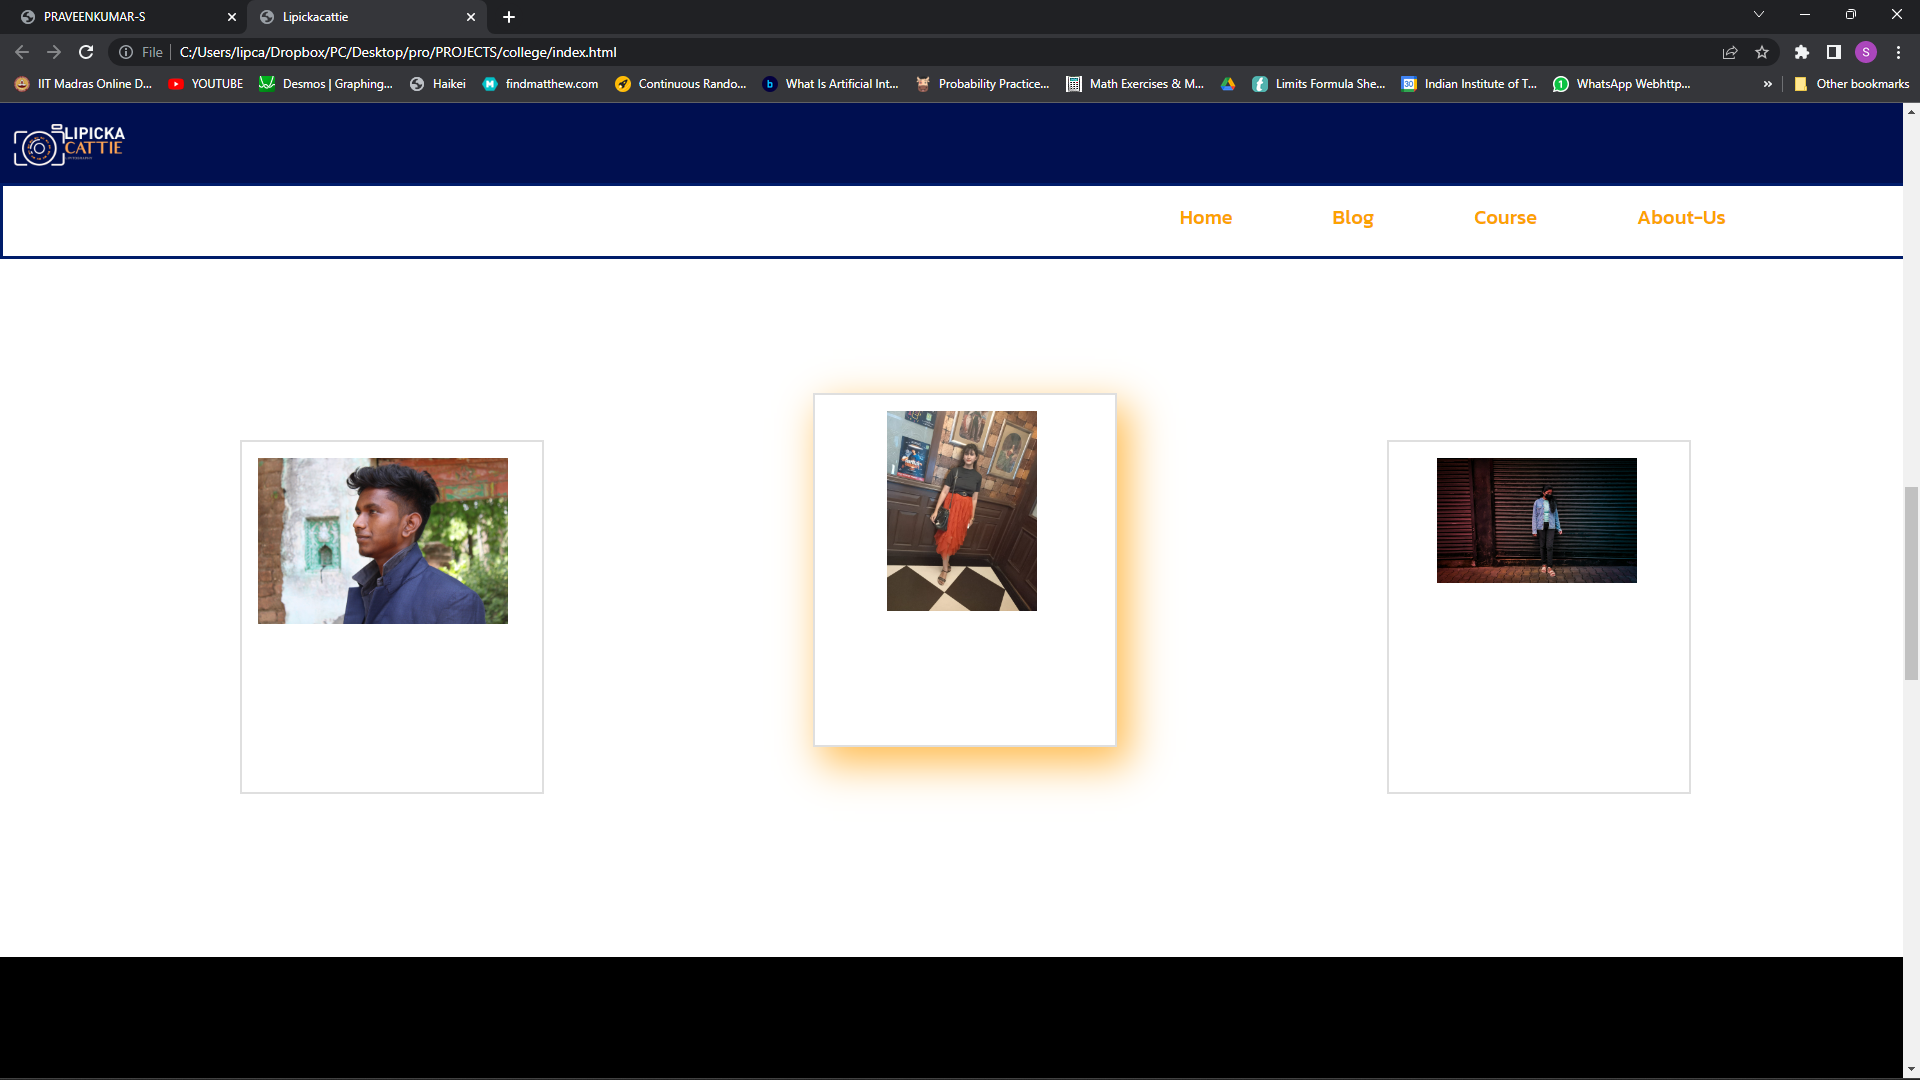 PRAVEENKUMAR-S
Lipickacattie
File
C:/Users/lipca/Dropbox/PC/Desktop/pro/PROJECTS/college/index.html
S
IIT Madras Online D...
YOUTUBE
Desmos | Graphing...
Haikei
findmatthew.com
Continuous Rando...
What Is Artificial Int...
Probability Practice...
Math Exercises & M...
Limits Formula She...
Indian Institute of T...
WhatsApp Webhttp...
»
Other bookmarks
LIPICKA
CATTIE
Home
Blog
Course
About-Us